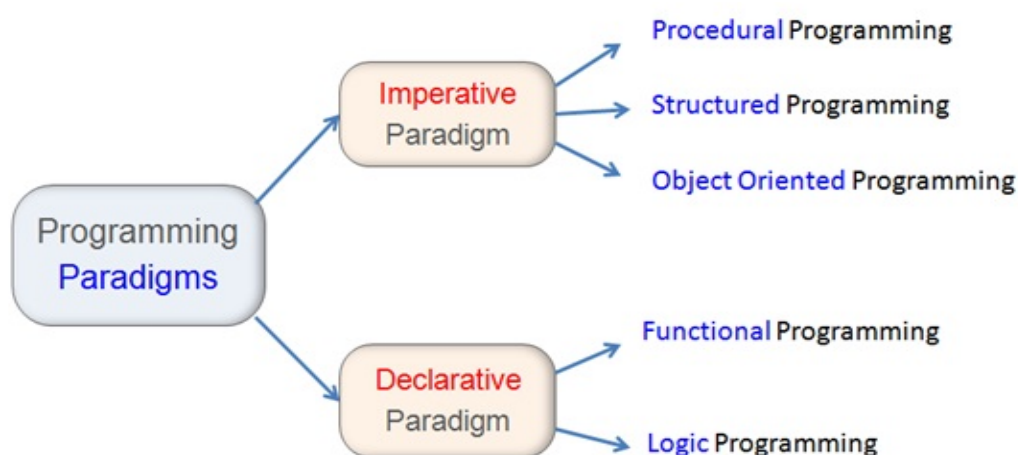 Programming
Paradigms
Imperative
Paradigm
Procedural Programming
Structured Programming
Object Oriented Programming
Declarative
Paradigm
Functional Programming
Logic Programming